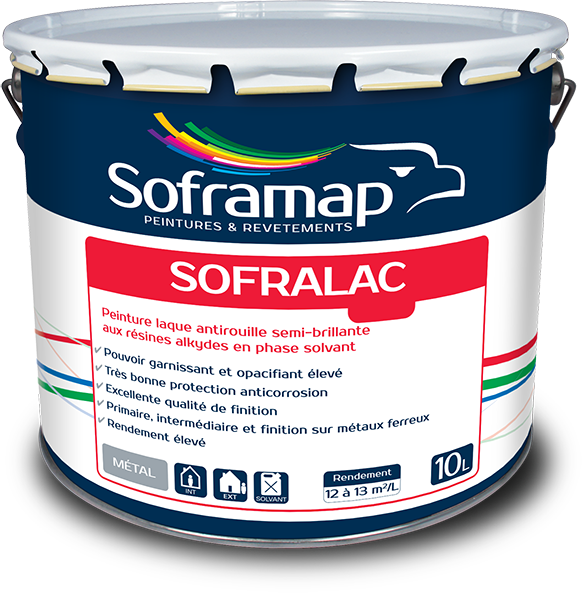 Soframap
PEINTURES & REVETEMENTS
SOFRALAC
Peinture laque antirouille semi-brillante
aux résines alkydes en phase solvant
Pouvoir garnissant et opacifiant élevé
Très bonne protection anticorrosion
Excellente qualité de finition
Primaire, intermédiaire et finition sur métaux ferreux
Rendement élevé
MÉTAL
INT
EXT
SOLVANT
Rendement
12 à 13 m²/L
10L